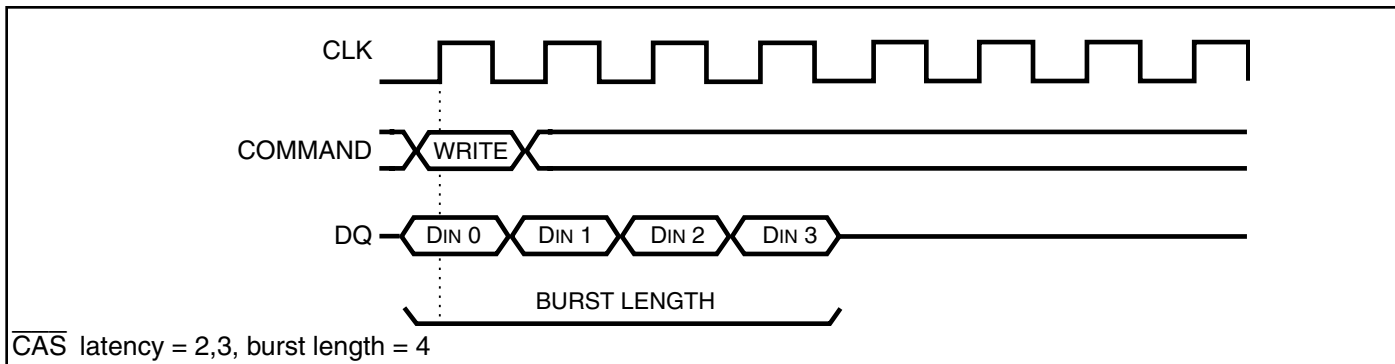 CLK
COMMAND WRITE
DQ DIN 0 DIN 1 DIN 2 DIN 3
BURST LENGTH
CAS latency = 2,3, burst length = 4